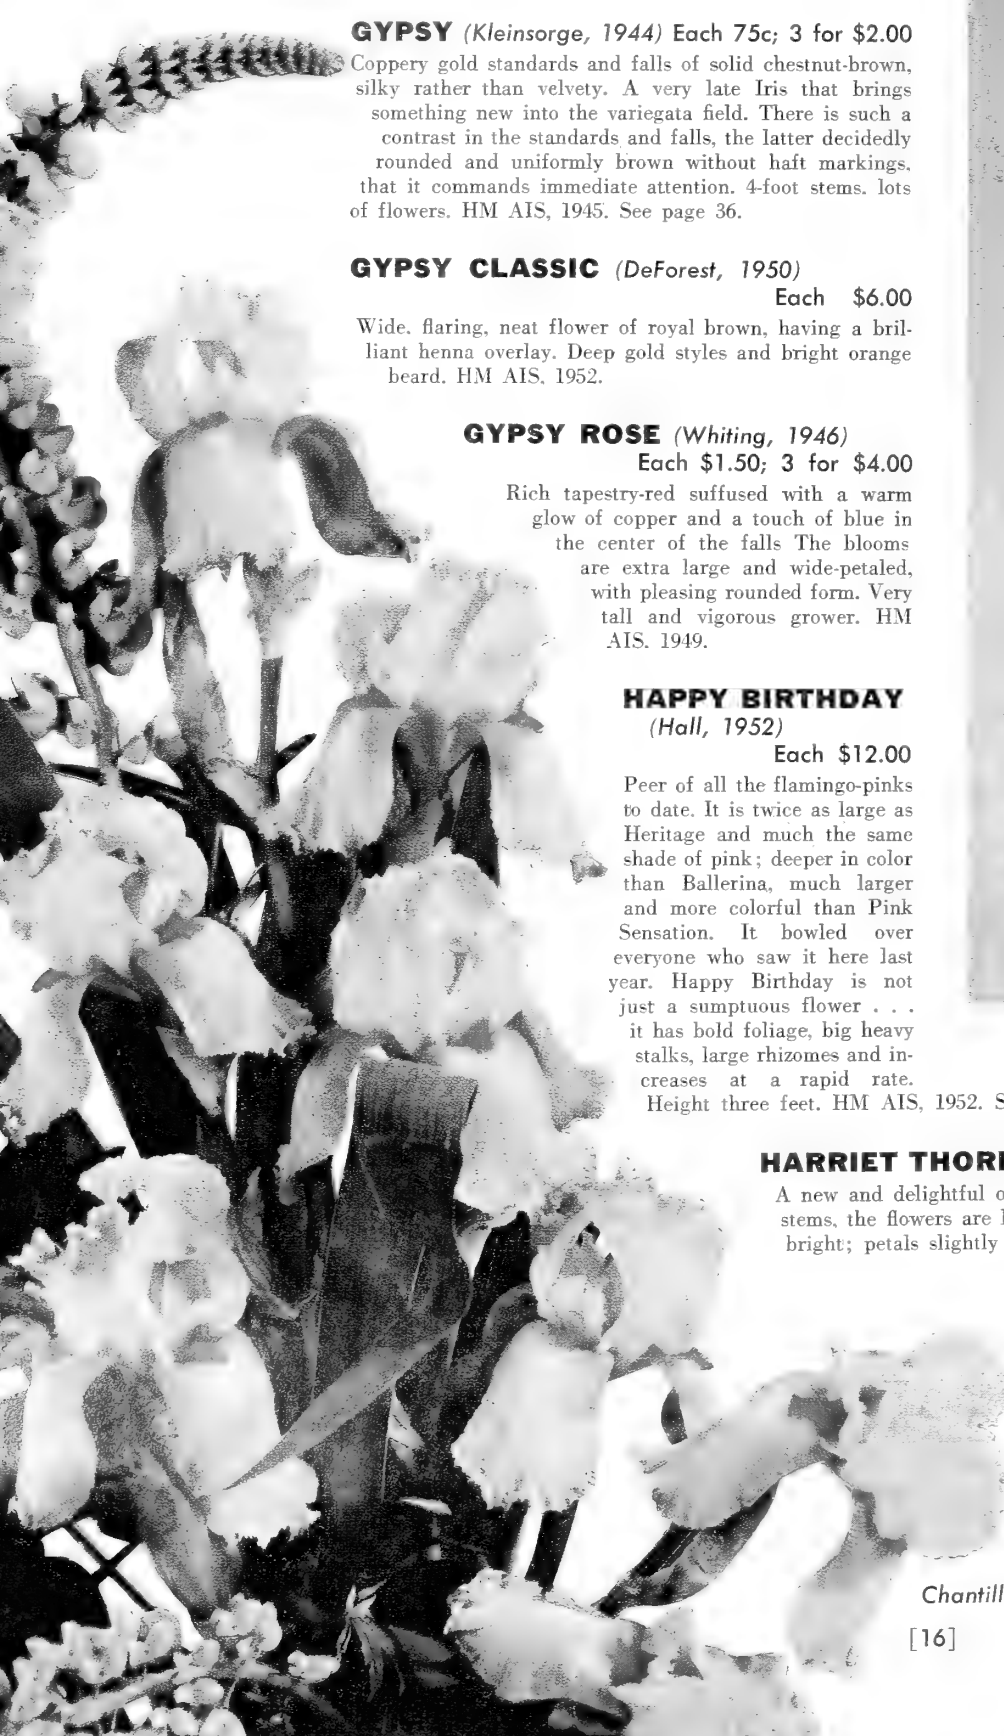 GYPSY (Kleinsorge, 1944) Each 75c; 3 for $2.00
Coppery gold standards and falls of solid chestnut-brown,
silky rather than velvety. A very late Iris that brings
something new into the variegata field. There is such a
contrast in the standards and falls, the latter decidedly
rounded and uniformly brown without haft markings,
that it commands immediate attention. 4-foot stems, lots
of flowers. HM AIS, 1945. See page 36.
GYPSY CLASSIC (DeForest, 1950)
Each $6.00
Wide, flaring, neat flower of royal brown, having a bril-
liant henna overlay. Deep gold styles and bright orange
beard. HM AIS, 1952.
GYPSY ROSE (Whiting, 1946)
Each $1.50; 3 for $4.00
Rich tapestry-red suffused with a warm
glow of copper and a touch of blue in
the center of the falls The blooms
are extra large and wide-petaled,
with pleasing rounded form. Very
tall and vigorous grower. HM
AIS, 1949.
HAPPY BIRTHDAY
(Hall, 1952)
Each $12.00
Peer of all the flamingo-pinks
to date. It is twice as large as
Heritage and much the same
shade of pink; deeper in color
than Ballerina, much larger
and more colorful than Pink
Sensation. It bowled over
everyone who saw it here last
year. Happy Birthday is not
just a sumptuous flower . . .
it has bold foliage, big heavy
stalks, large rhizomes and in-
creases at a rapid rate.
Height three feet. HM AIS, 1952. S
HARRIET THOR
A new and delightful
stems, the flowers are
bright; petals slightly
Chantill
[16]